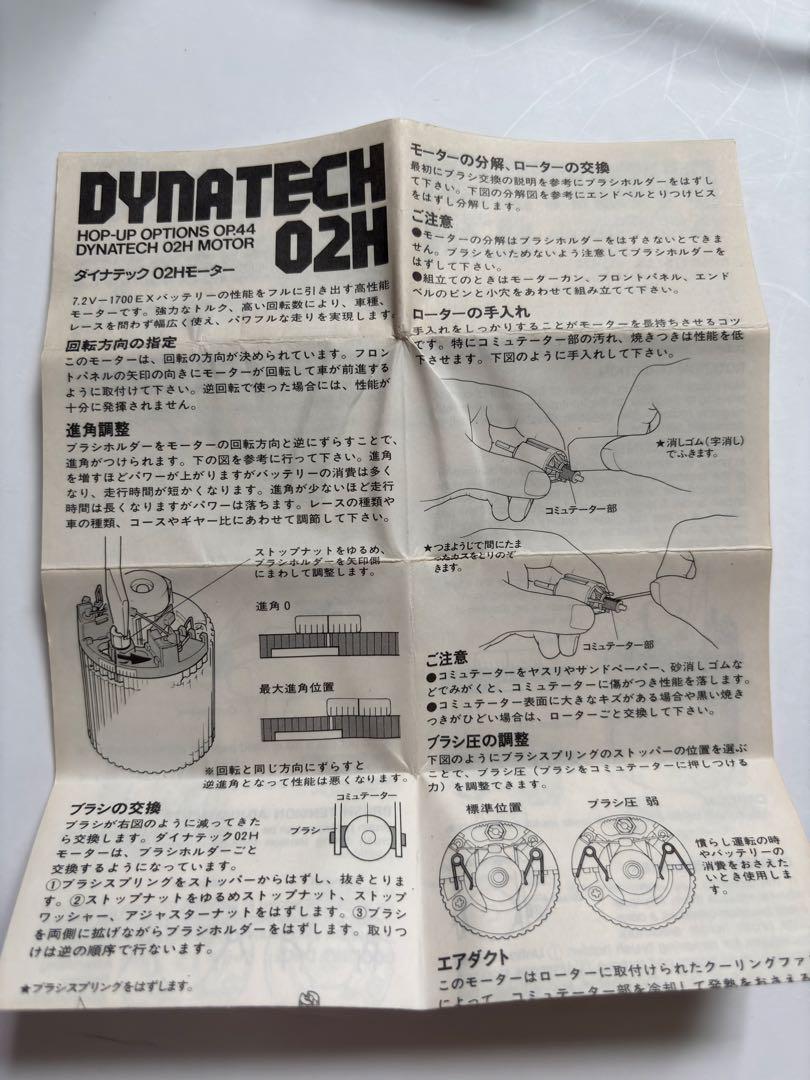 DYNATECH
02H
HOP-UP OPTIONS OP.44
DYNATECH 02H MOTOR
ダイナテック 02Hモーター
7.2V−1700EXバッテリーの性能をフルに引き出す高性能
モーターです。強力なトルク、高い回転数により、車種、
レースを問わず幅広く使え、パワフルな走りを実現します。
回転方向の指定
このモーターは、回転の方向が決められています。フロン
トパネルの矢印の向きにモーターが回転して車が前進する
ように取付けて下さい。逆回転で使った場合には、性能が
十分に発揮されません。
進角調整
ブラシホルダーをモーターの回転方向と逆にずらすことで、
進角がつけられます。下の図を参考に行って下さい。進角
を増すほどパワーが上がりますがバッテリーの消費は多く
なり、走行時間が短かくなります。進角が少ないほど走行
時間は長くなりますがパワーは落ちます。レースの種類や
車の種類、コースやギヤー比にあわせて調節して下さい。
ストップナットをゆるめ、
ブラシホルダーを矢印側
にまわして調整します。
進角 0
最大進角位置
※回転と同じ方向にずらすと
逆進角となって性能は悪くなります。
ブラシの交換
ブラシが右図のように減ってきた
ら交換します。ダイナテック02H
モーターは、ブラシホルダーごと
交換するようになっています。
コミュテーター
ブラシ
①ブラシスプリングをストッパーからはずし、抜きとりま
す。②ストップナットをゆるめストップナット、ストップ
ワッシャー、アジャスターナットをはずします。③ブラシ
を両側に拡げながらブラシホルダーをはずします。取りつ
けは逆の順序で行ないます。
★ブラシスプリングをはずします。
モーターの分解、ローターの交換
最初にブラシ交換の説明を参考にブラシホルダーをはずし
て下さい。下図の分解図を参考にエンドベルとりつけビス
をはずし分解します。
ご注意
●モーターの分解はブラシホルダーをはずさないとできま
せん。ブラシをいためないよう注意してブラシホルダーを
はずして下さい。
●組立てのときはモーターカン、フロントパネル、エンド
ベルのピンと小穴をあわせて組み立てて下さい。
ローターの手入れ
手入れをしっかりすることがモーターを長持ちさせるコツ
です。特にコミュテーター部の汚れ、焼きつきは性能を低
下させます。下図のように手入れして下さい。
★消しゴム(字消し)
でふきます。
コミュテーター部
★つまようじで間にたま
ったカスをとりのぞ
きます。
コミュテーター部
ご注意
●コミュテーターをヤスリやサンドペーパー、砂消しゴムな
どでみがくと、コミュテーターに傷がつき性能を落します。
●コミュテーター表面に大きなキズがある場合や黒い焼き
つきがひどい場合は、ローターごと交換して下さい。
ブラシ圧の調整
下図のようにブラシスプリングのストッパーの位置を選ぶ
ことで、ブラシ圧（ブラシをコミュテーターに押しつける
力）を調整できます。
標準位置
ブラシ圧 弱
慣らし運転の時
やバッテリーの
消費をおさえた
いとき使用しま
す。
エアダクト
このモーターはローターに取付けられたクーリングファ
によって、コミュテーター部を冷却して発熱をおさえる